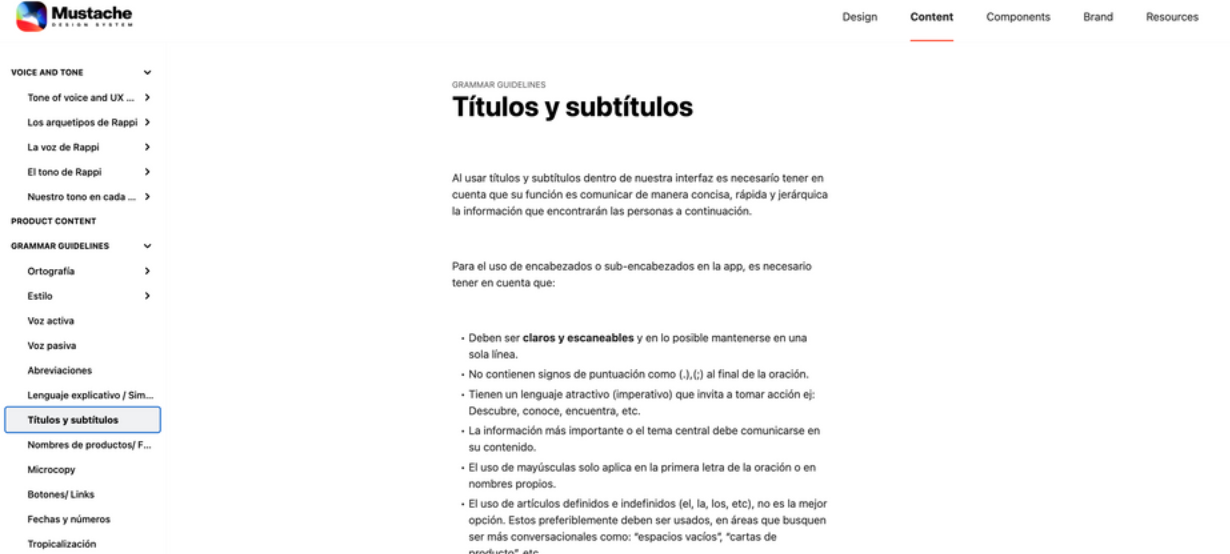 Mustache
DESIGN SYSTEM
Design
Content
Components
Brand
Resources
VOICE AND TONE
Tone of voice and UX ...
Los arquetipos de Rappi
La voz de Rappi
El tono de Rappi
Nuestro tono en cada ...
PRODUCT CONTENT
GRAMMAR GUIDELINES
Ortografía
Estilo
Voz activa
Voz pasiva
Abreviaciones
Lenguaje explicativo / Sim...
Títulos y subtítulos
Nombres de productos/ F...
Microcopy
Botones/ Links
Fechas y números
Tropicalización
GRAMMAR GUIDELINES
Títulos y subtítulos
Al usar títulos y subtítulos dentro de nuestra interfaz es necesarío tener en
cuenta que su función es comunicar de manera concisa, rápida y jerárquica
la información que encontrarán las personas a continuación.
Para el uso de encabezados o sub-encabezados en la app, es necesario
tener en cuenta que:
• Deben ser claros y escaneables y en lo posible mantenerse en una
sola línea.
• No contienen signos de puntuación como (.),(;) al final de la oración.
• Tienen un lenguaje atractivo (imperativo) que invita a tomar acción ej:
Descubre, conoce, encuentra, etc.
• La información más importante o el tema central debe comunicarse en
su contenido.
• El uso de mayúsculas solo aplica en la primera letra de la oración o en
nombres propios.
• El uso de artículos definidos e indefinidos (el, la, los, etc), no es la mejor
opción. Estos preferiblemente deben ser usados, en áreas que busquen
ser más conversacionales como: “espacios vacíos”, “cartas de
producto”, etc.